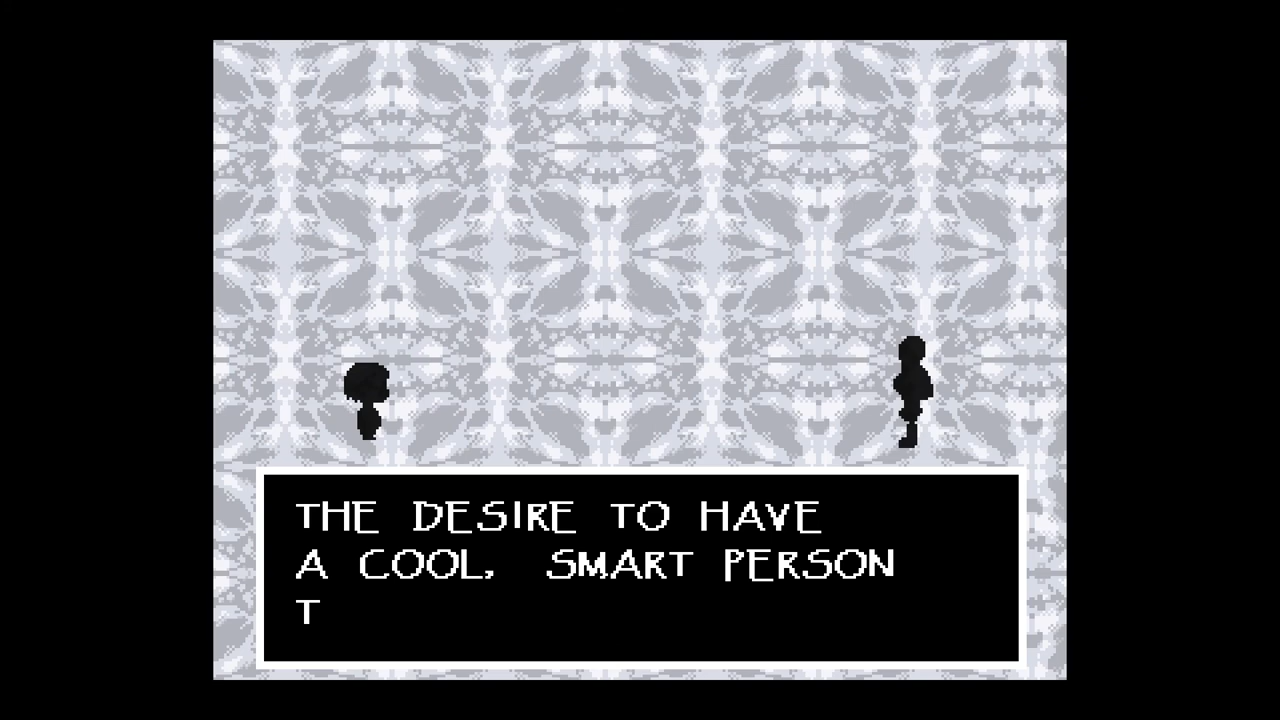 THE DESIRE TO HAVE
A COOL, SMART PERSON
T